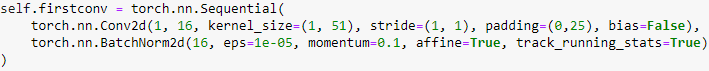 self.firstconv = torch.nn.Sequential(
    torch.nn.Conv2d(1, 16, kernel_size=(1, 51), stride=(1, 1), padding=(0,25), bias=False),
    torch.nn.BatchNorm2d(16, eps=1e-05, momentum=0.1, affine=True, track_running_stats=True)
)